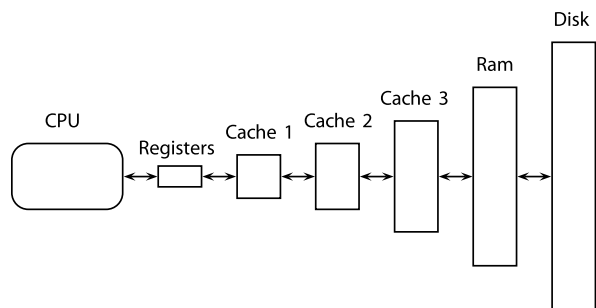 CPU
Registers
Cache 1
Cache 2
Cache 3
Ram
Disk